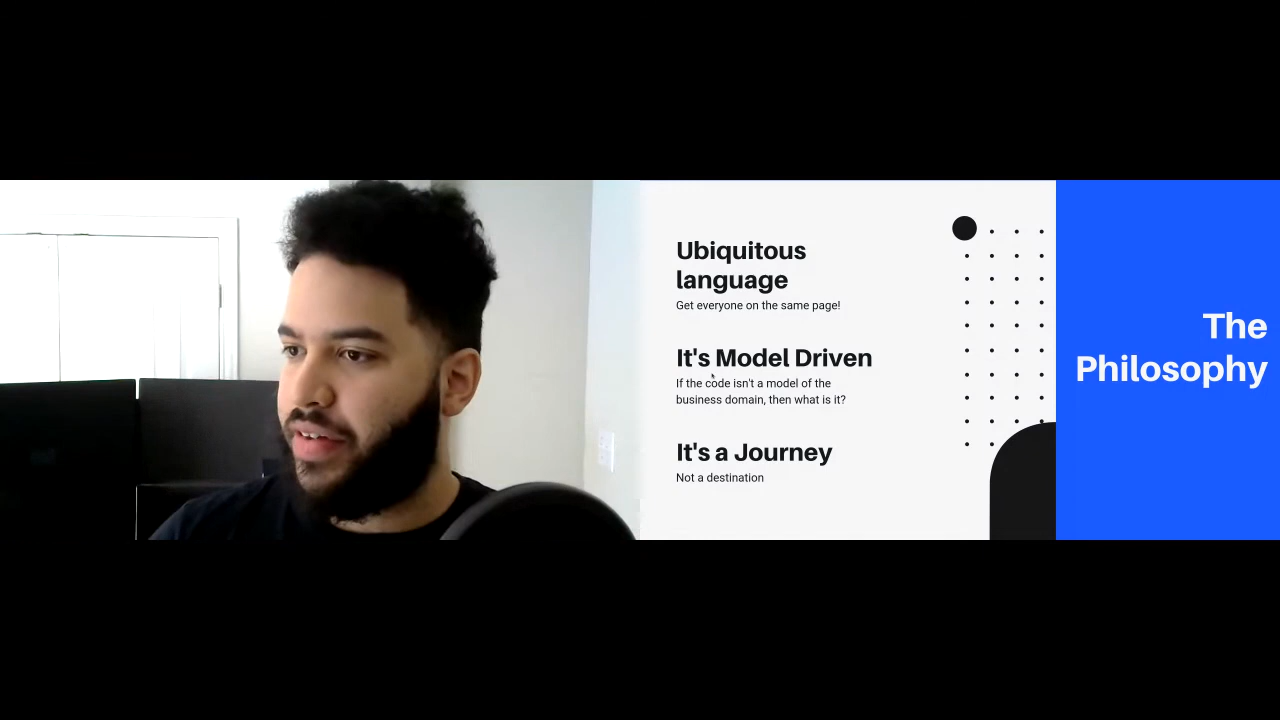 Ubiquitous
language
Get everyone on the same page!
It's Model Driven
If the code isn't a model of the
business domain, then what is it?
It's a Journey
Not a destination
The
Philosophy